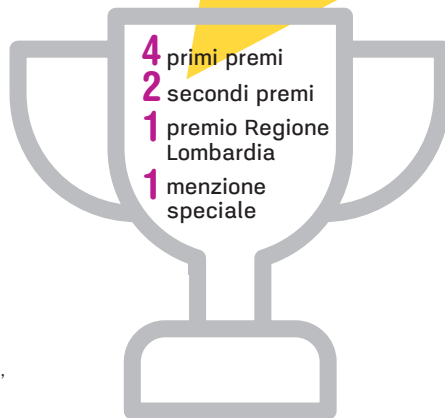 4 primi premi
2 secondi premi
1 premio Regione
Lombardia
1 menzione
speciale
,